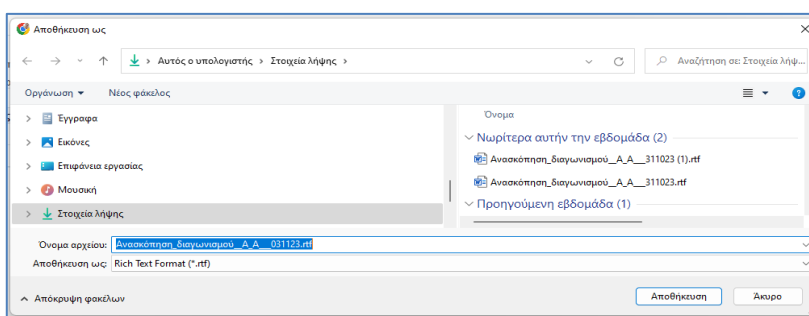 Αποθήκευση ως
Αυτός ο υπολογιστής › Στοιχεία λήψης ›
Αναζήτηση σε: Στοιχεία λήψ...
Οργάνωση
Νέος φάκελος
Έγγραφα
Εικόνες
Επιφάνεια εργασίας
Μουσική
Στοιχεία λήψης
Όνομα
Νωρίτερα αυτήν την εβδομάδα (2)
Ανασκόπηση_διαγωνισμού__Α_Α___311023 (1).rtf
Ανασκόπηση_διαγωνισμού__Α_Α___311023.rtf
Προηγούμενη εβδομάδα (1)
Όνομα αρχείου: Ανασκόπηση_διαγωνισμού__Α_Α___031123.rtf
Αποθήκευση ως: Rich Text Format (*.rtf)
Απόκρυψη φακέλων
Αποθήκευση
Άκυρο